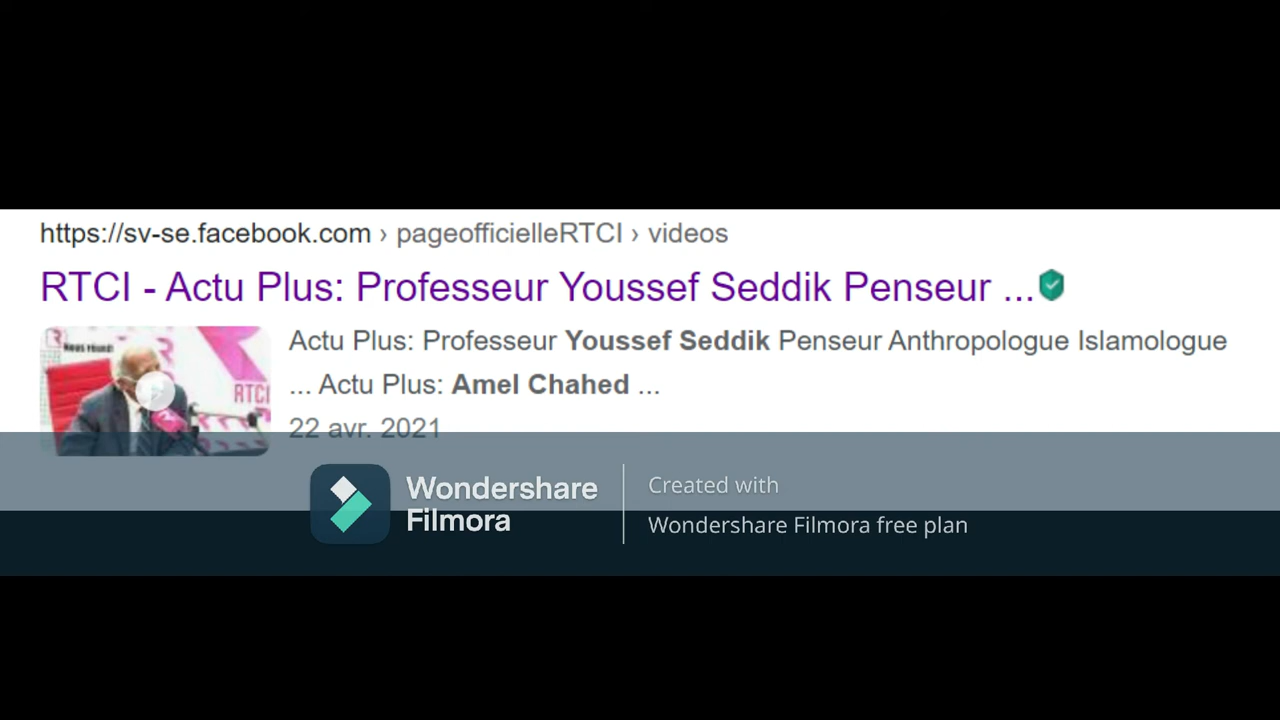 https://sv-se.facebook.com › pageofficielleRTCI › videos
RTCI - Actu Plus: Professeur Youssef Seddik Penseur ...
Actu Plus: Professeur Youssef Seddik Penseur Anthropologue Islamologue
... Actu Plus: Amel Chahed ...
22 avr. 2021
RTCI
Wondershare
Filmora
Created with
Wondershare Filmora free plan